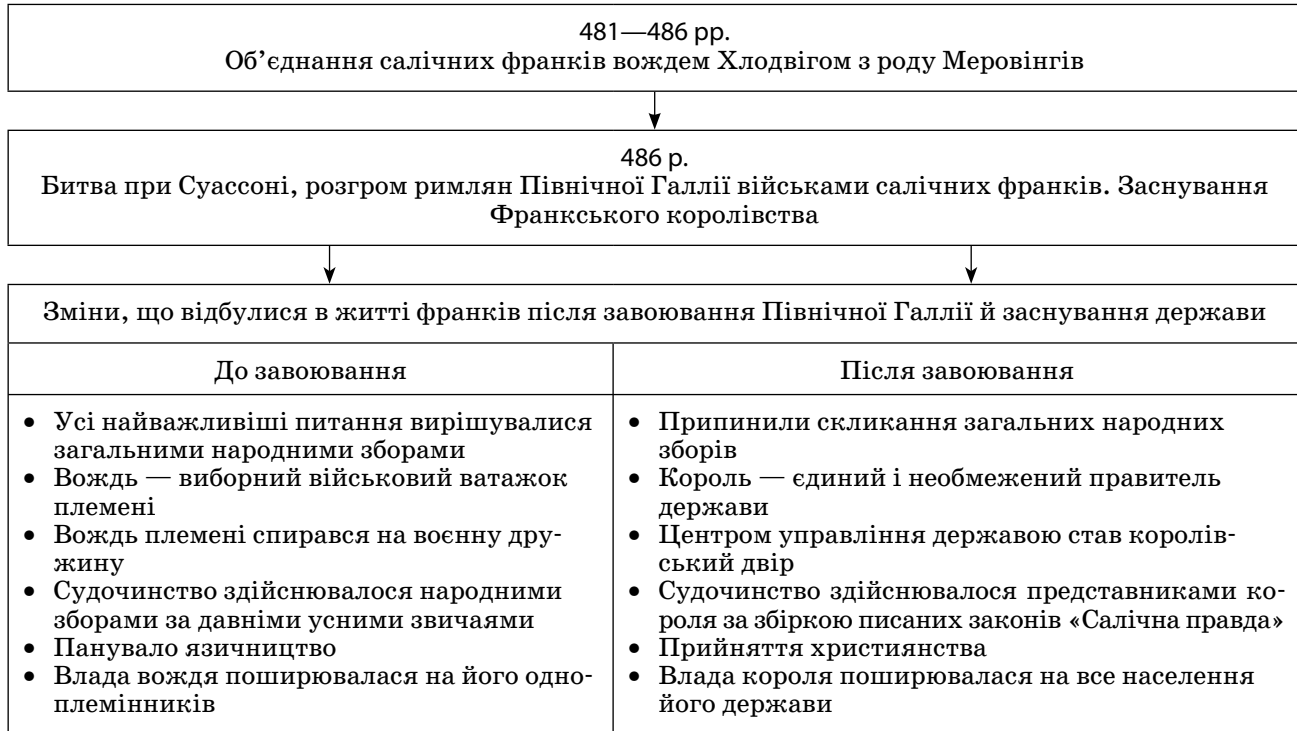 481—486 рр.
Об’єднання салічних франків вождем Хлодвігом з роду Меровінгів
486 р.
Битва при Суассоні, розгром римлян Північної Галлії військами салічних франків. Заснування
Франкського королівства
Зміни, що відбулися в житті франків після завоювання Північної Галлії й заснування держави
До завоювання
• Усі найважливіші питання вирішувалися
загальними народними зборами
• Вождь — виборний військовий ватажок
племені
• Вождь племені спирався на воєнну дру-
жину
• Судочинство здійснювалося народними
зборами за давніми усними звичаями
• Панувало язичництво
• Влада вождя поширювалася на його одно-
племінників
Після завоювання
• Припинили скликання загальних народних
зборів
• Король — єдиний і необмежений правитель
держави
• Центром управління державою став королів-
ський двір
• Судочинство здійснювалося представниками ко-
роля за збіркою писаних законів «Салічна правда»
• Прийняття християнства
• Влада короля поширювалася на все населення
його держави